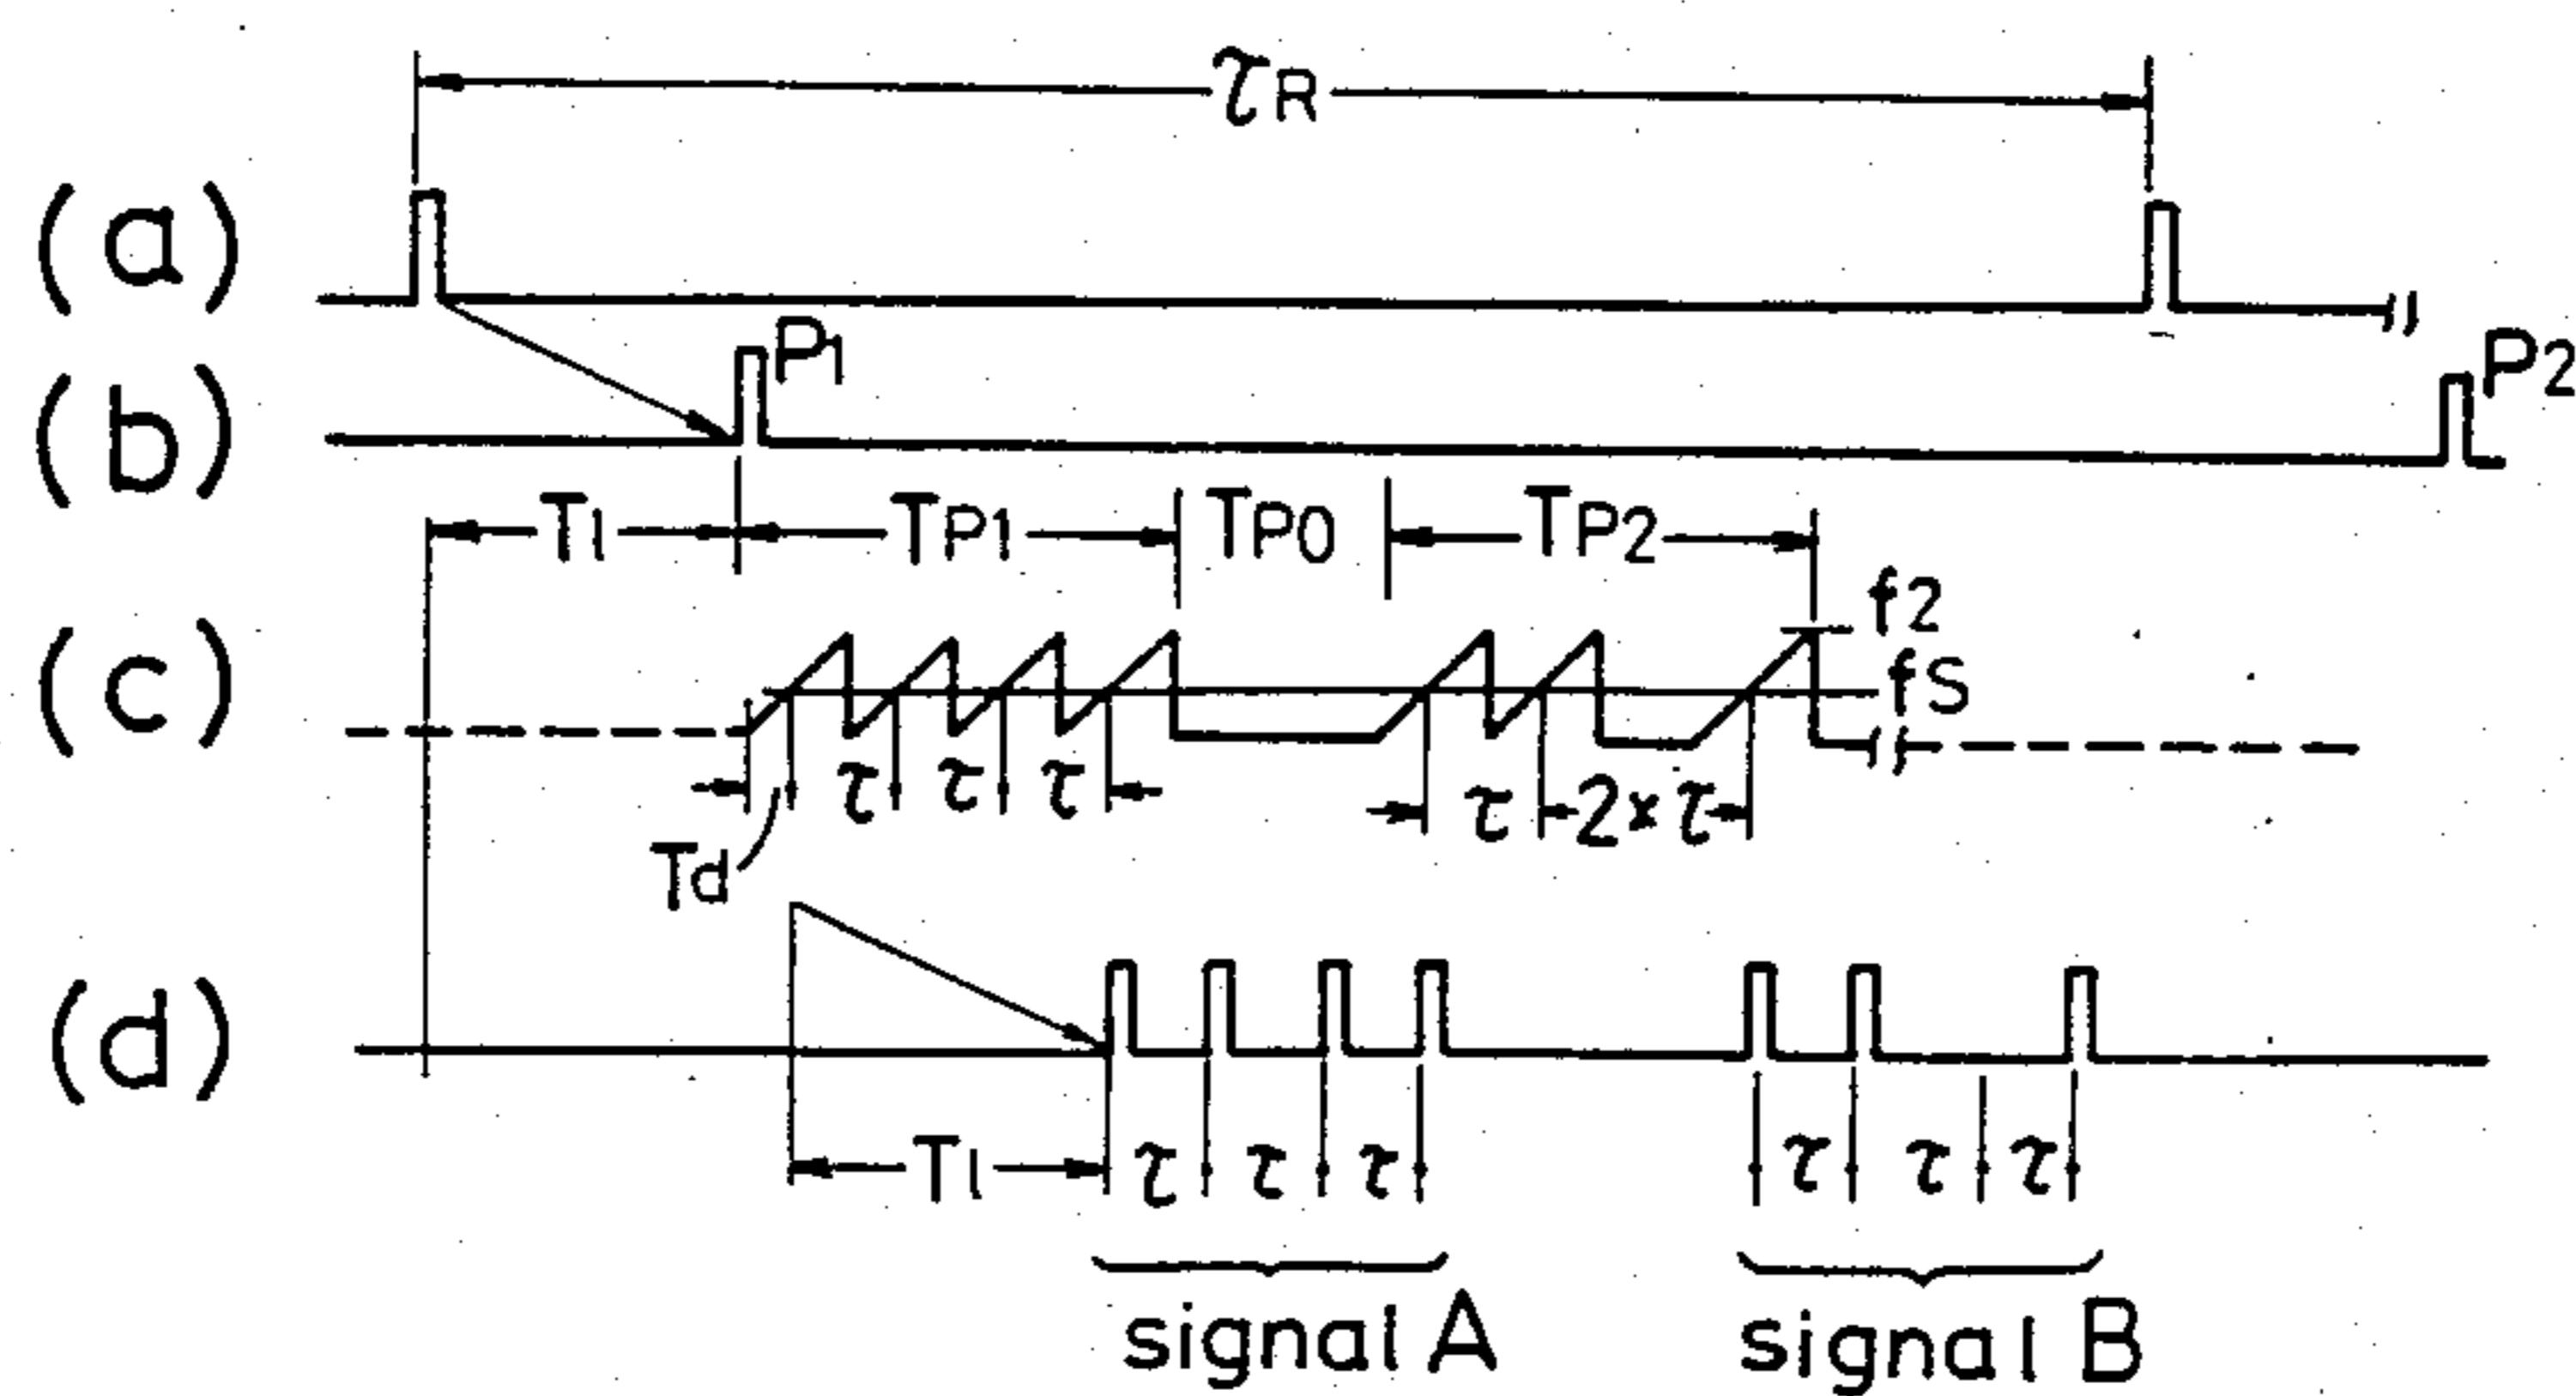 τR
(a)
P1
(b)
P2
T1 TP1 TP0 TP2
f2
(c)
fS
τ τ τ τ 2×τ
Td
(d)
T1 τ τ τ τ τ τ
signal A signal B